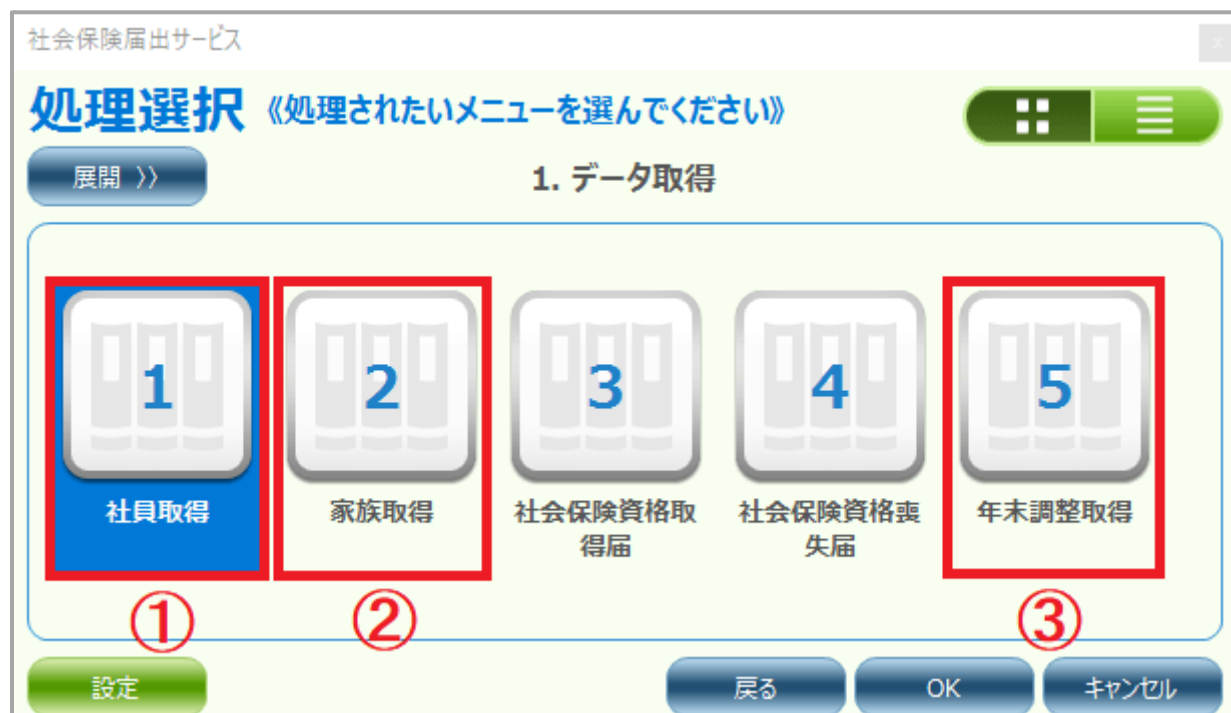 社会保険届出サービス
x
処理選択 《処理されたいメニューを選んでください》
展開 》
1. データ取得
1
2
3
4
5
社員取得
家族取得
社会保険資格取
得届
社会保険資格喪
失届
年末調整取得
①
②
③
設定
戻る
OK
キャンセル